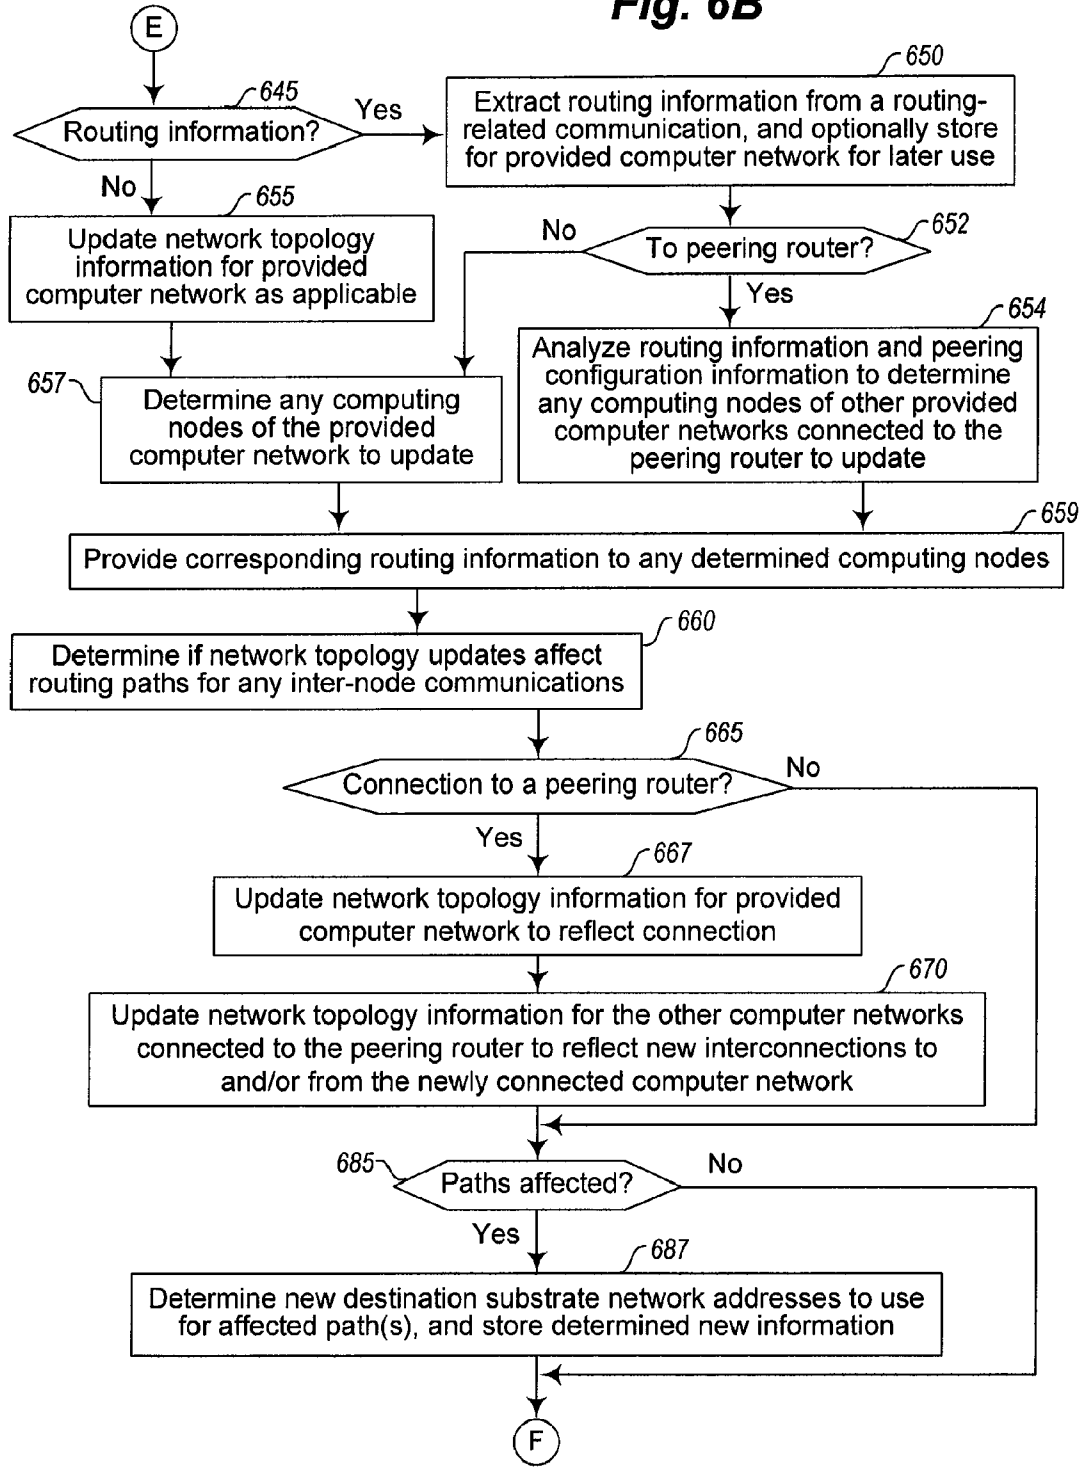 Fig. 6B
E
645
Routing information?
Yes
650
Extract routing information from a routing-
related communication, and optionally store
for provided computer network for later use
No
655
Update network topology
information for provided
computer network as applicable
No
652
To peering router?
Yes
654
Analyze routing information and peering
configuration information to determine
any computing nodes of other provided
computer networks connected to the
peering router to update
657
Determine any computing
nodes of the provided
computer network to update
659
Provide corresponding routing information to any determined computing nodes
660
Determine if network topology updates affect
routing paths for any inter-node communications
665
Connection to a peering router?
No
Yes
667
Update network topology information for provided
computer network to reflect connection
670
Update network topology information for the other computer networks
connected to the peering router to reflect new interconnections to
and/or from the newly connected computer network
685
Paths affected?
No
Yes
687
Determine new destination substrate network addresses to use
for affected path(s), and store determined new information
F